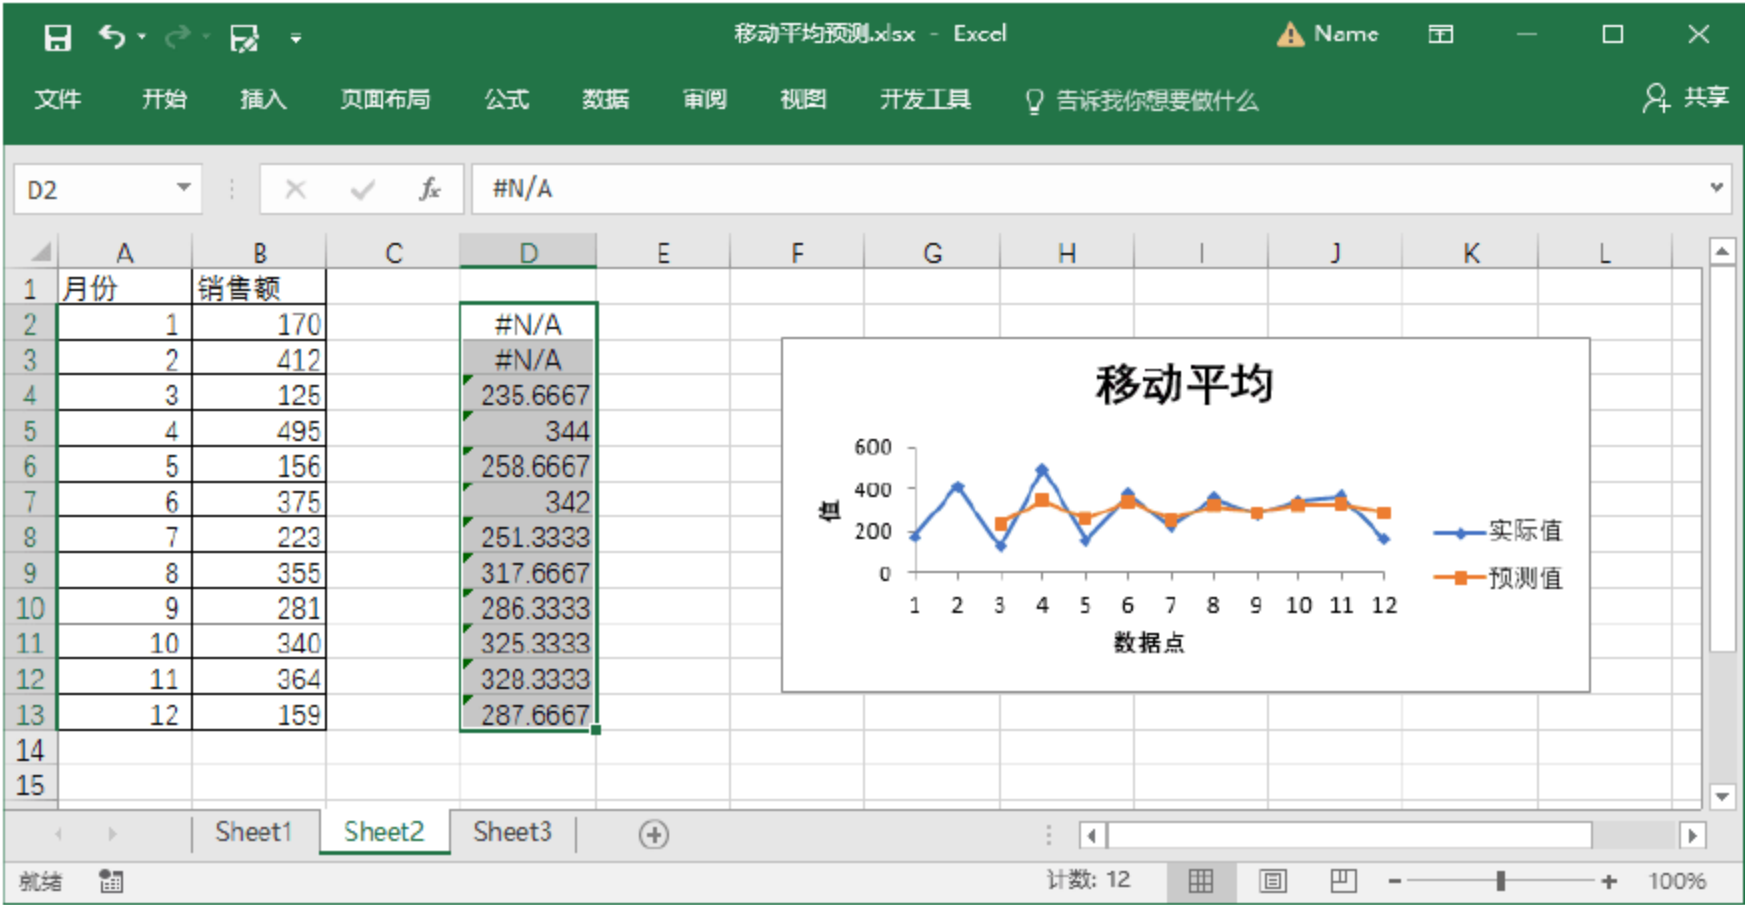 移动平均预测.xlsx - Excel
Name
文件 开始 插入 页面布局 公式 数据 审阅 视图 开发工具 告诉我你想要做什么 共享
D2 fx #N/A
A B C D E F G H I J K L
1 月份 销售额
2 1 170 #N/A
3 2 412 #N/A
4 3 125 235.6667
5 4 495 344
6 5 156 258.6667
7 6 375 342
8 7 223 251.3333
9 8 355 317.6667
10 9 281 286.3333
11 10 340 325.3333
12 11 364 328.3333
13 12 159 287.6667
14
15
移动平均
600
400
200
0
值
1 2 3 4 5 6 7 8 9 10 11 12
数据点
实际值
预测值
Sheet1 Sheet2 Sheet3
就绪 计数: 12 100%